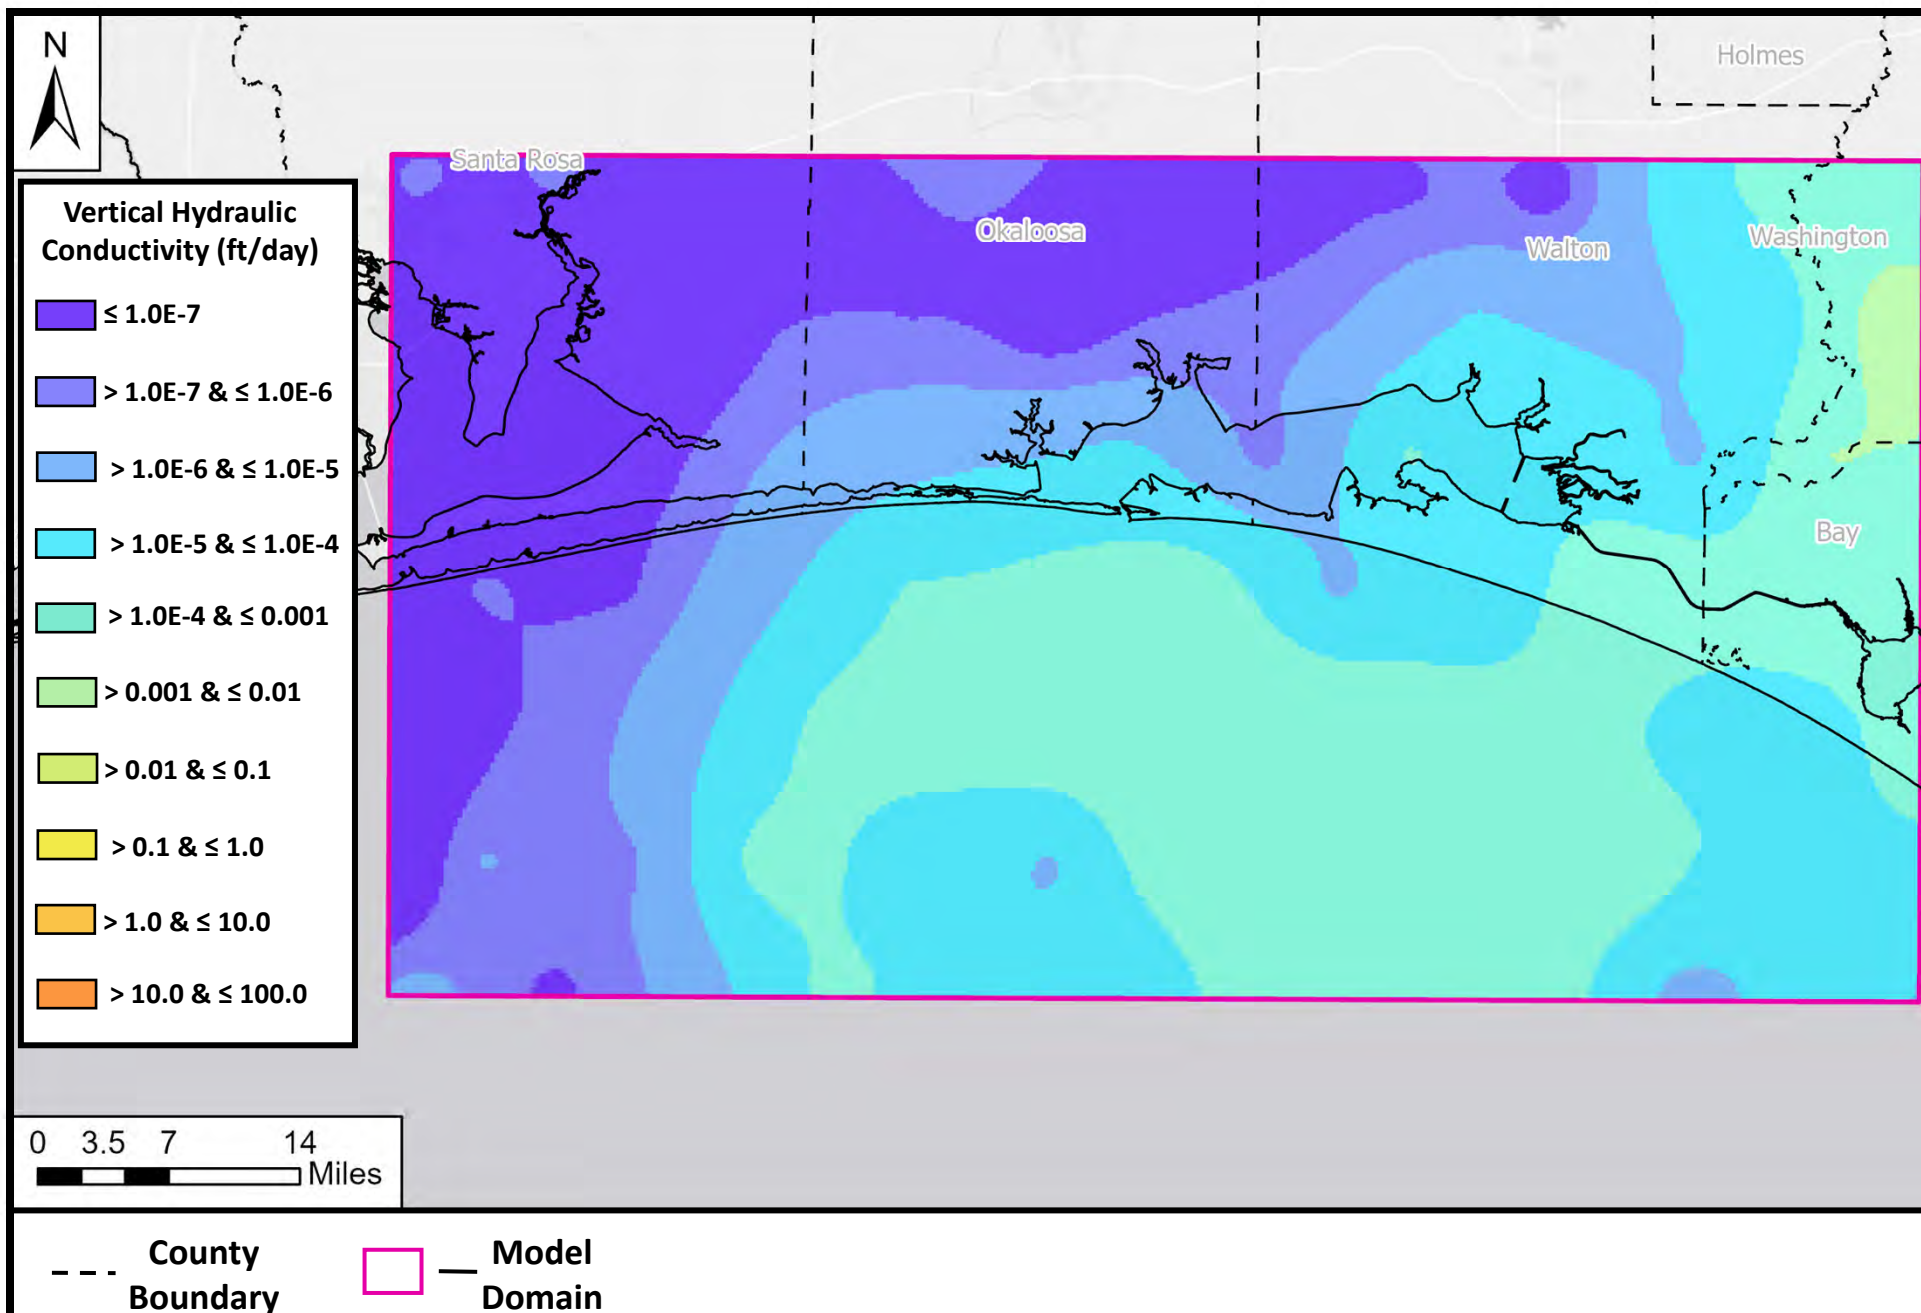 N
Holmes
Santa Rosa
Okaloosa
Walton
Washington
Bay
Vertical Hydraulic
Conductivity (ft/day)
≤ 1.0E-7
> 1.0E-7 & ≤ 1.0E-6
> 1.0E-6 & ≤ 1.0E-5
> 1.0E-5 & ≤ 1.0E-4
> 1.0E-4 & ≤ 0.001
> 0.001 & ≤ 0.01
> 0.01 & ≤ 0.1
> 0.1 & ≤ 1.0
> 1.0 & ≤ 10.0
> 10.0 & ≤ 100.0
0 3.5 7 14
Miles
County
Boundary
Model
Domain